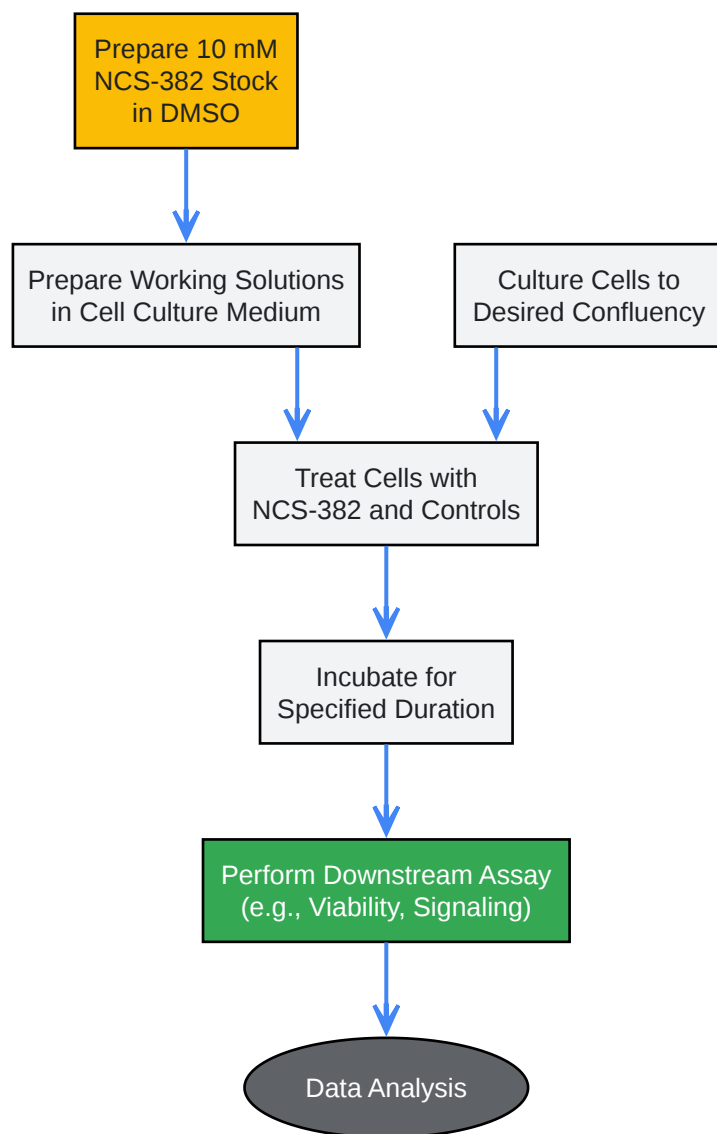 Prepare 10 mM
NCS-382 Stock
in DMSO
Prepare Working Solutions
in Cell Culture Medium
Culture Cells to
Desired Confluency
Treat Cells with
NCS-382 and Controls
Incubate for
Specified Duration
Perform Downstream Assay
(e.g., Viability, Signaling)
Data Analysis